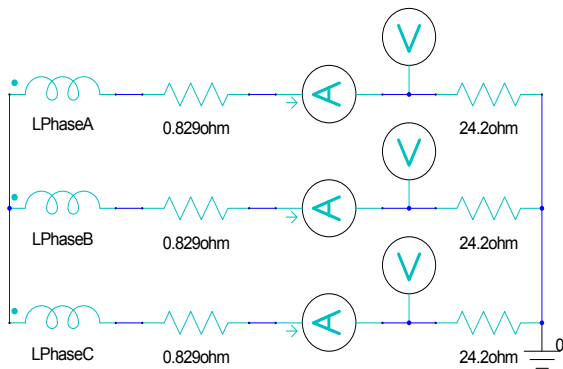 V
A
LPhaseA 0.829ohm 24.2ohm
V
A
LPhaseB 0.829ohm 24.2ohm
V
A
0
LPhaseC 0.829ohm 24.2ohm